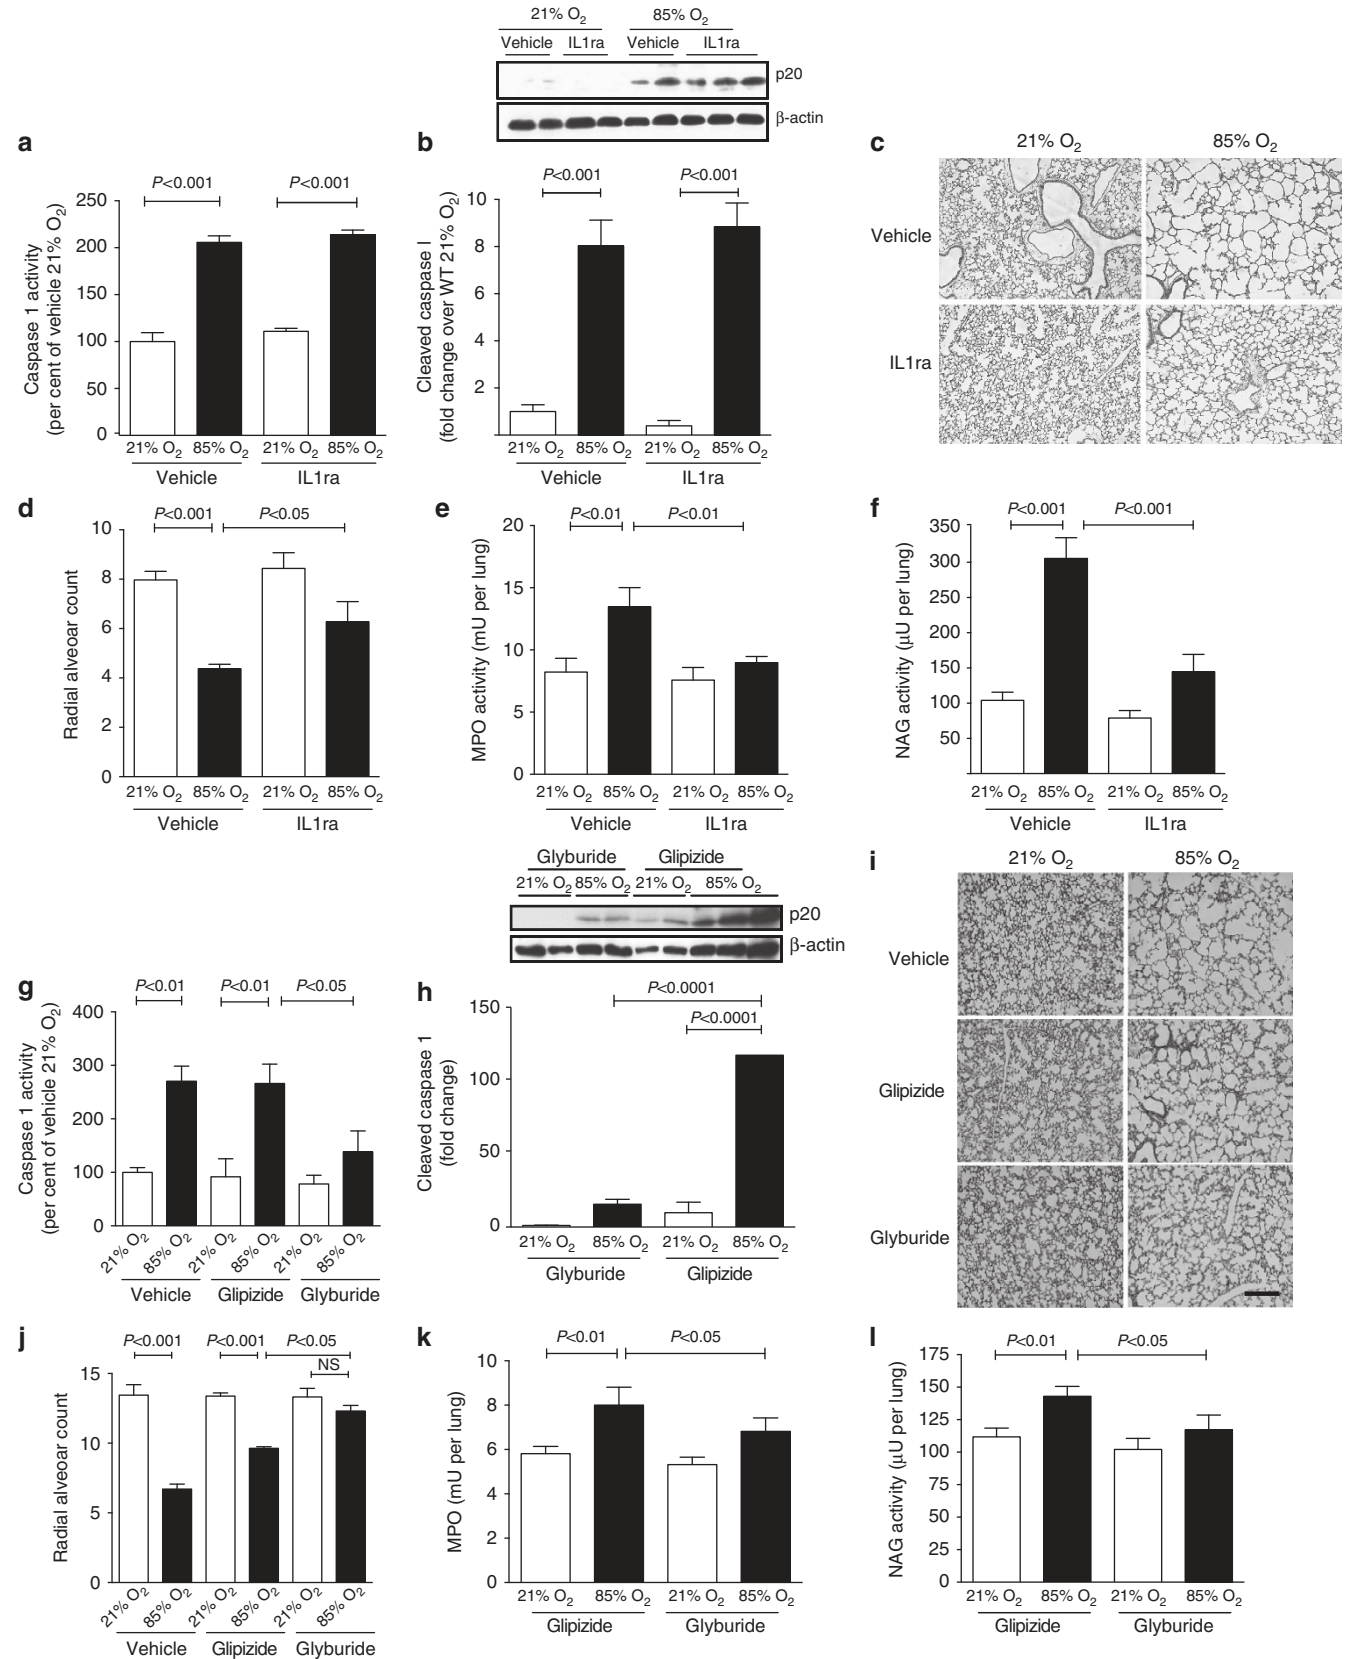 21% O2 85% O2
Vehicle IL1ra Vehicle IL1ra
p20
β-actin
a
P<0.001 P<0.001
Caspase 1 activity
(per cent of vehicle 21% O2)
250
200
150
100
50
0
21% O2 85% O2 21% O2 85% O2
Vehicle IL1ra
b
P<0.001 P<0.001
Cleaved caspase I
(fold change over WT 21% O2)
10
8
6
4
2
21% O2 85% O2 21% O2 85% O2
Vehicle IL1ra
c
21% O2 85% O2
Vehicle
IL1ra
d
P<0.001 P<0.05
Radial alveoar count
10
8
6
4
2
0
21% O2 85% O2 21% O2 85% O2
Vehicle IL1ra
e
P<0.01 P<0.01
MPO activity (mU per lung)
20
15
10
5
0
21% O2 85% O2 21% O2 85% O2
Vehicle IL1ra
f
P<0.001 P<0.001
NAG activity (μU per lung)
350
300
250
200
150
100
50
21% O2 85% O2 21% O2 85% O2
Vehicle IL1ra
g
P<0.01 P<0.01 P<0.05
Caspase 1 activity
(per cent of vehicle 21% O2)
400
300
200
100
0
21% O2 85% O2 21% O2 85% O2 21% O2 85% O2
Vehicle Glipizide Glyburide
Glyburide Glipizide
21% O2 85% O2 21% O2 85% O2
p20
β-actin
h
P<0.0001
P<0.0001
Cleaved caspase 1
(fold change)
150
100
50
0
21% O2 85% O2 21% O2 85% O2
Glyburide Glipizide
i
21% O2 85% O2
Vehicle
Glipizide
Glyburide
j
P<0.001 P<0.001 P<0.05
NS
Radial alveoar count
15
10
5
0
21% O2 85% O2 21% O2 85% O2 21% O2 85% O2
Vehicle Glipizide Glyburide
k
P<0.01 P<0.05
MPO (mU per lung)
10
8
6
4
2
0
21% O2 85% O2 21% O2 85% O2
Glipizide Glyburide
l
P<0.01 P<0.05
NAG activity (μU per lung)
175
150
125
100
75
50
25
0
21% O2 85% O2 21% O2 85% O2
Glipizide Glyburide